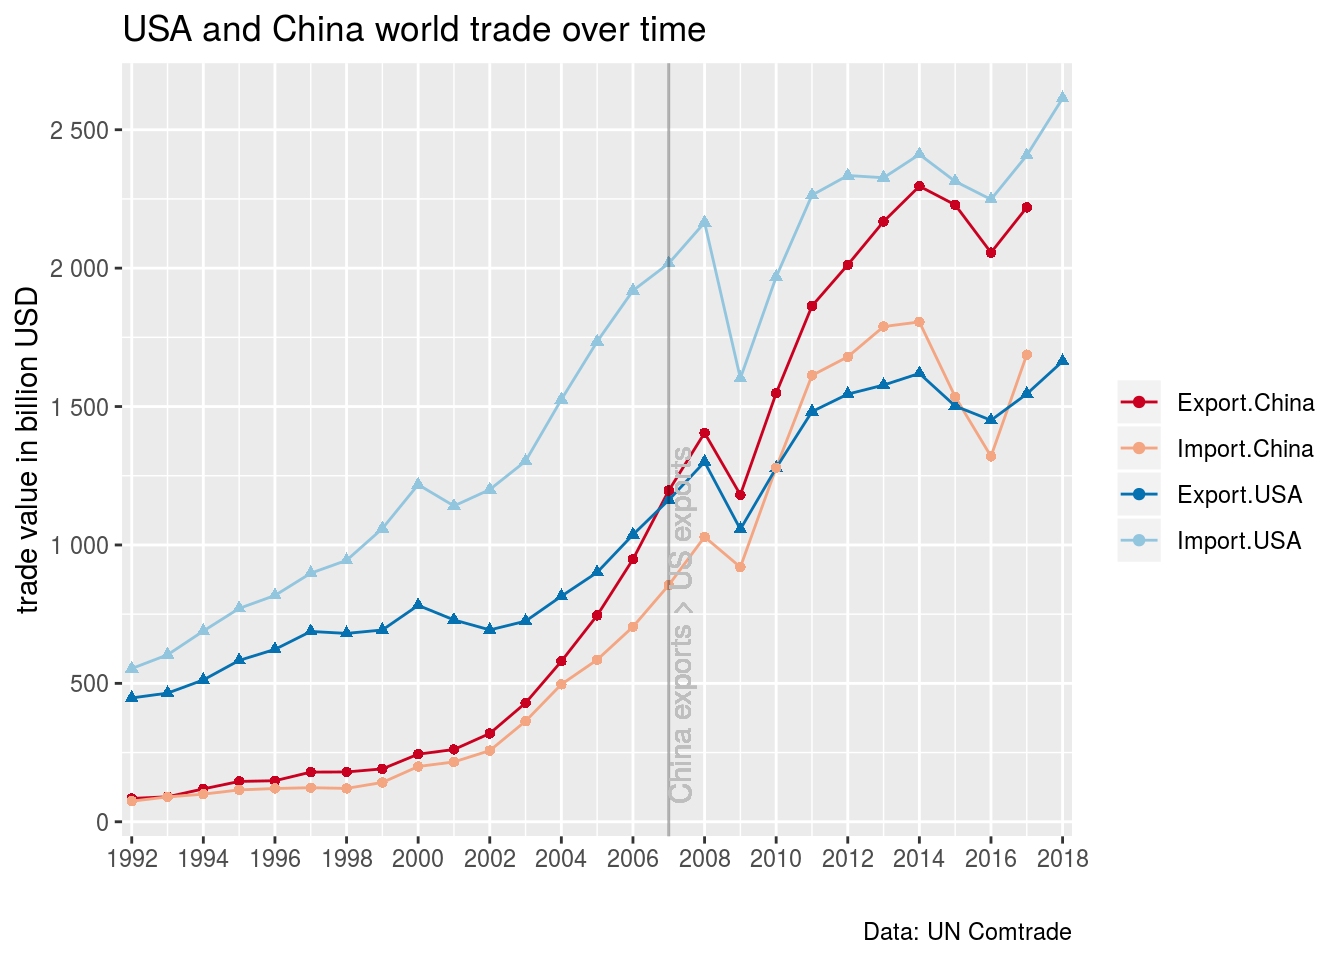 USA and China world trade over time
trade value in billion USD
2 500
2 000
1 500
1 000
500
0
China exports > US exports
1992 1994 1996 1998 2000 2002 2004 2006 2008 2010 2012 2014 2016 2018
Export.China
Import.China
Export.USA
Import.USA
Data: UN Comtrade